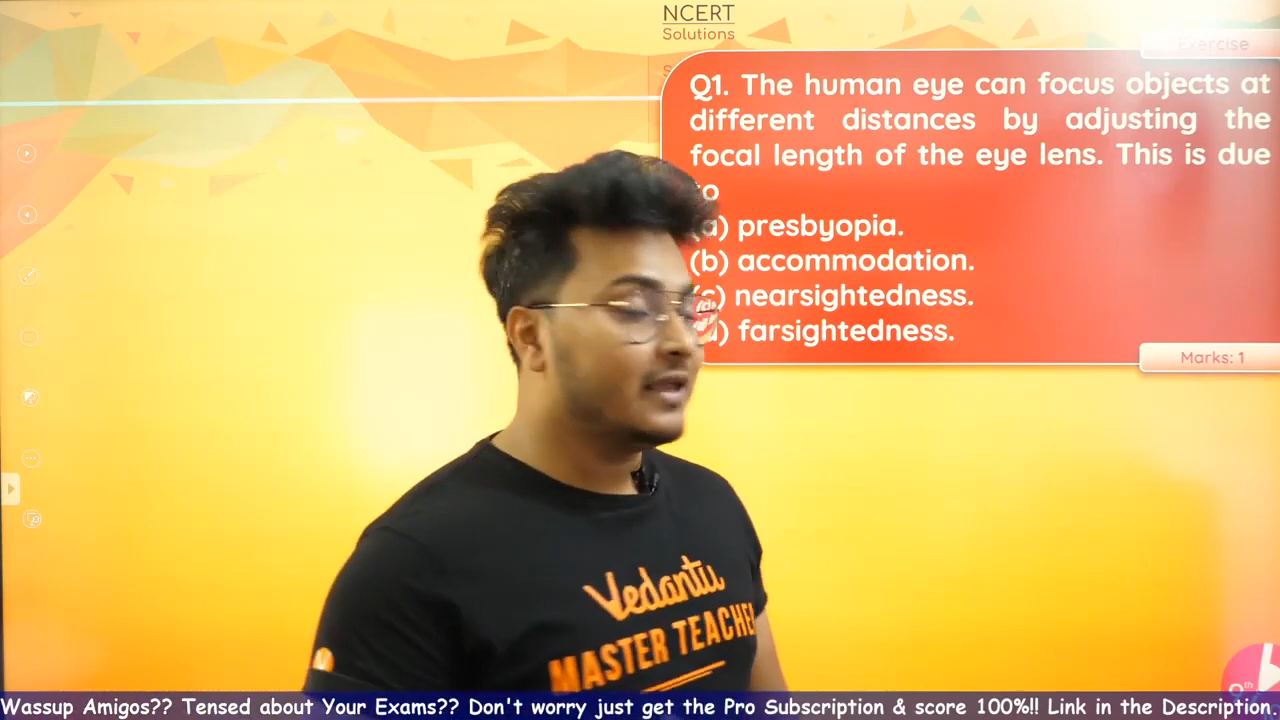 NCERT
Solutions
Exercise
Q1. The human eye can focus objects at
different distances by adjusting the
focal length of the eye lens. This is due
to
(a) presbyopia.
(b) accommodation.
(c) nearsightedness.
(d) farsightedness.
Marks: 1
Vedantu
MASTER TEACHER
9th
Wassup Amigos?? Tensed about Your Exams?? Don't worry just get the Pro Subscription & score 100%!! Link in the Description.